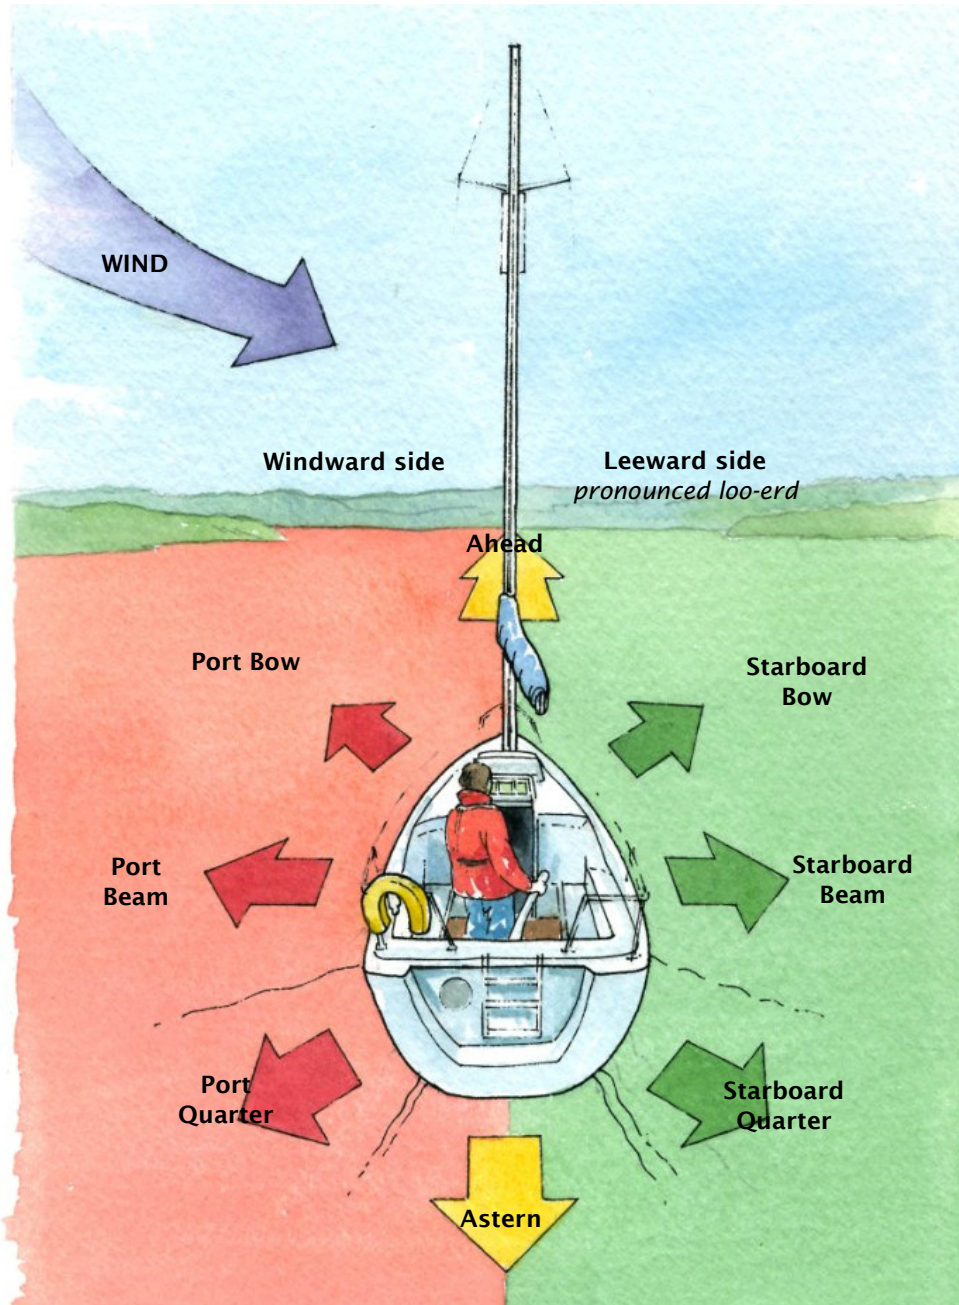 WIND
Windward side
Leeward side
pronounced loo-erd
Ahead
Port Bow
Starboard
Bow
Port
Beam
Starboard
Beam
Port
Quarter
Starboard
Quarter
Astern